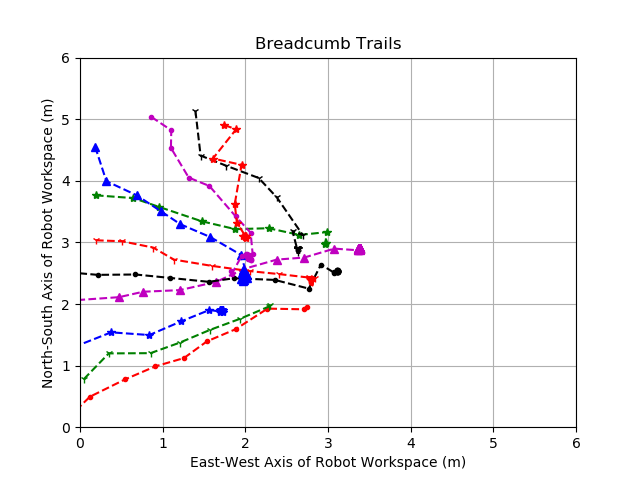 Breadcumb Trails
6
5
4
3
2
1
0
North-South Axis of Robot Workspace (m)
0 1 2 3 4 5 6
East-West Axis of Robot Workspace (m)